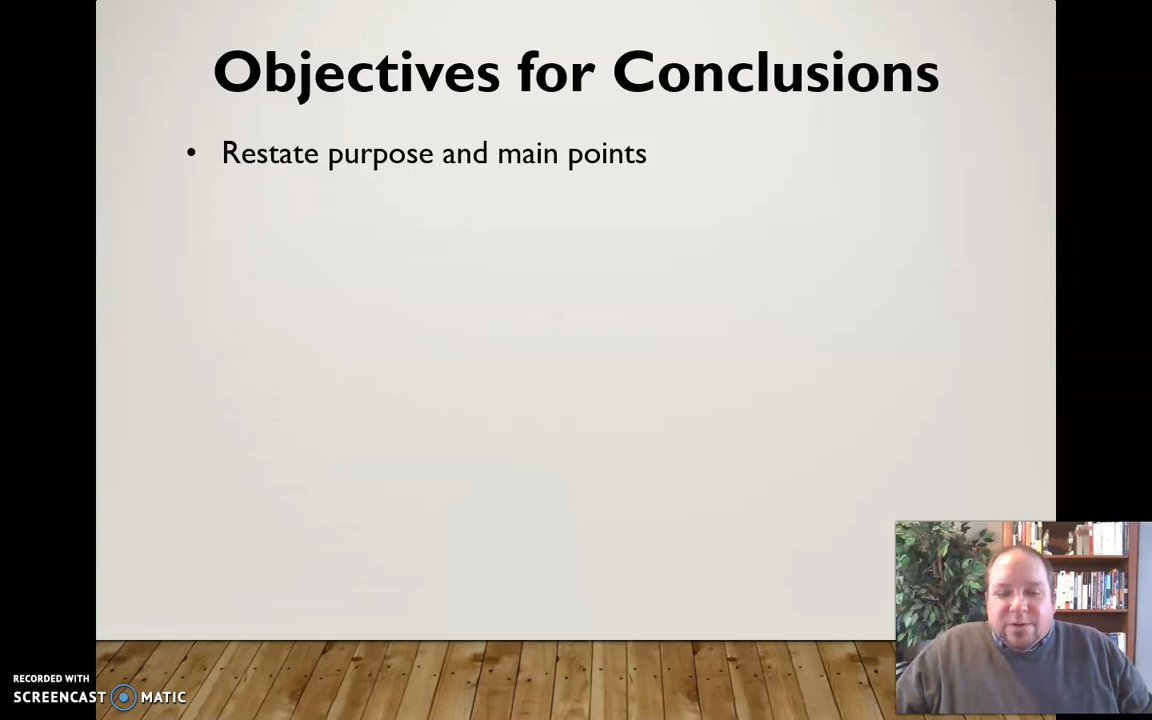 Objectives for Conclusions
• Restate purpose and main points
RECORDED WITH
SCREENCAST MATIC